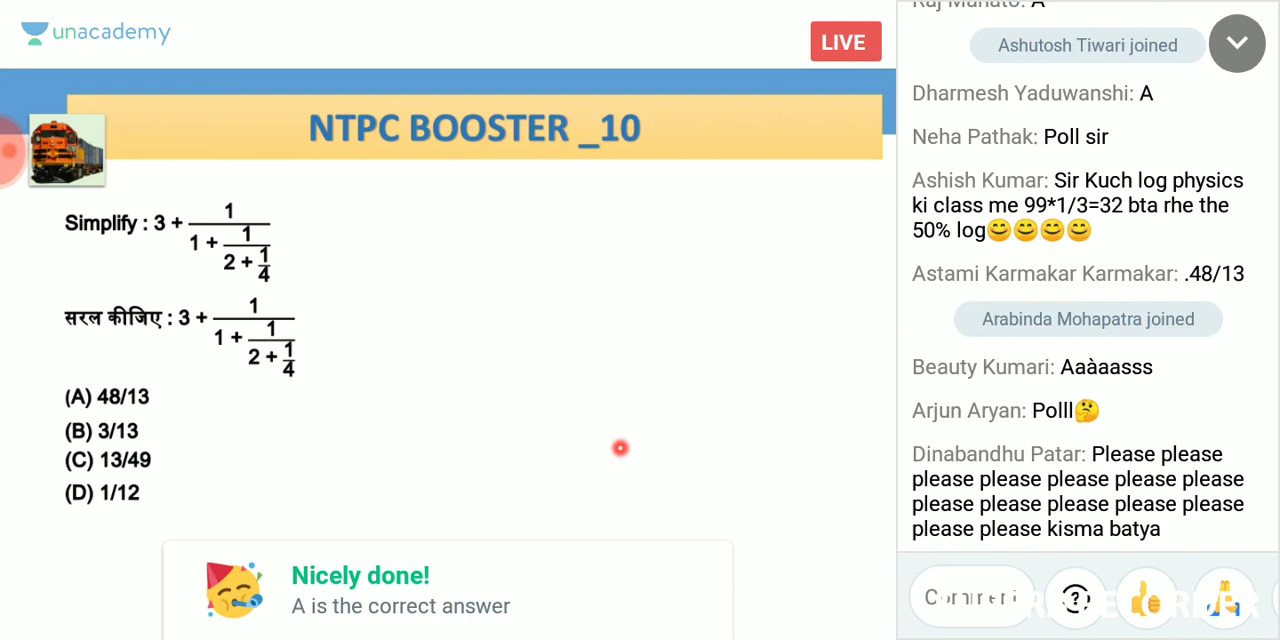 unacademy
LIVE
NTPC BOOSTER _10
Simplify : 3 + 1
1 + 1
2 + 1
4
सरल कीजिए : 3 + 1
1 + 1
2 + 1
4
(A) 48/13
(B) 3/13
(C) 13/49
(D) 1/12
Nicely done!
A is the correct answer
Raj Mahato: A
Ashutosh Tiwari joined
Dharmesh Yaduwanshi: A
Neha Pathak: Poll sir
Ashish Kumar: Sir Kuch log physics
ki class me 99*1/3=32 bta rhe the
50% log😊😊😊😊
Astami Karmakar Karmakar: .48/13
Arabinda Mohapatra joined
Beauty Kumari: Aaàaasss
Arjun Aryan: Polll🤔
Dinabandhu Patar: Please please
please please please please please
please please please please please
please please kisma batya
?